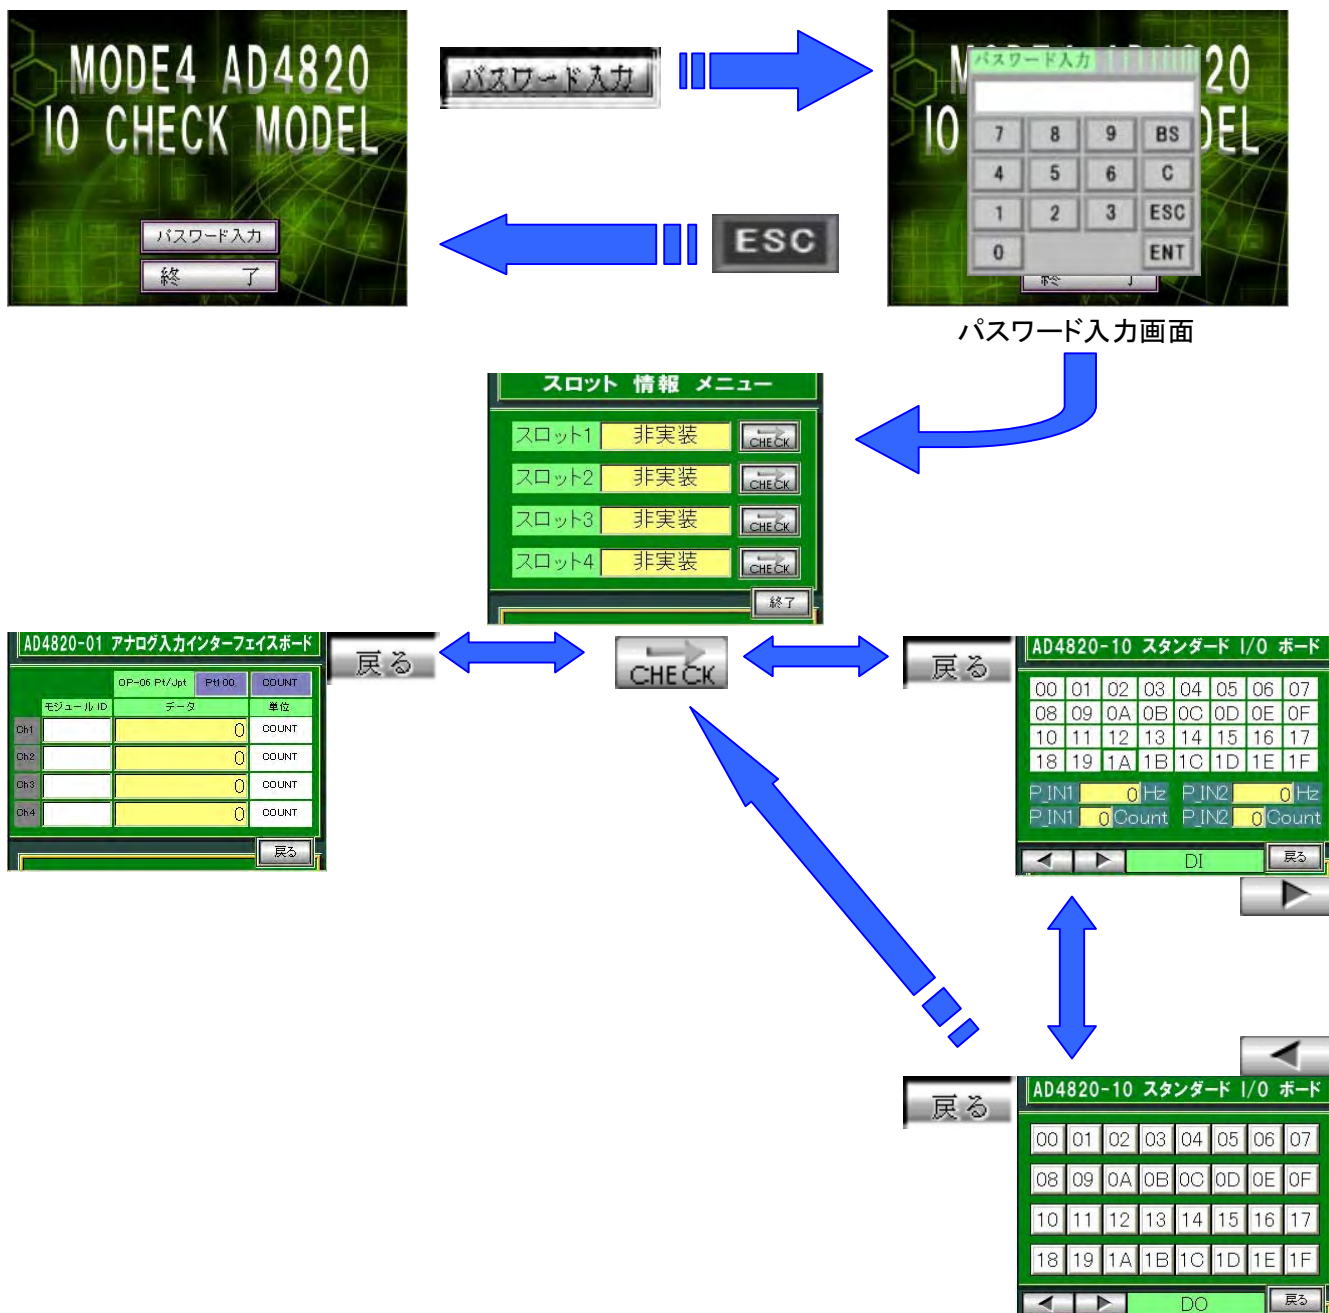 MODE4 AD4820
IO CHECK MODEL
パスワード入力
終　了
パスワード入力
パスワード入力
20
IO DEL
7 8 9 BS
4 5 6 C
1 2 3 ESC
0 ENT
ESC
パスワード入力画面
スロット 情報 メニュー
スロット1 非実装 CHECK
スロット2 非実装 CHECK
スロット3 非実装 CHECK
スロット4 非実装 CHECK
終了
AD4820-01 アナログ入力インターフェイスボード
OP-06 Pt/Jpt Pt100 COUNT
モジュール ID データ 単位
Ch1 0 COUNT
Ch2 0 COUNT
Ch3 0 COUNT
Ch4 0 COUNT
戻る
戻る
CHECK
戻る
AD4820-10 スタンダード I/O ボード
00 01 02 03 04 05 06 07
08 09 0A 0B 0C 0D 0E 0F
10 11 12 13 14 15 16 17
18 19 1A 1B 1C 1D 1E 1F
P_IN1 0 Hz P_IN2 0 Hz
P_IN1 0 Count P_IN2 0 Count
DI 戻る
戻る
AD4820-10 スタンダード I/O ボード
00 01 02 03 04 05 06 07
08 09 0A 0B 0C 0D 0E 0F
10 11 12 13 14 15 16 17
18 19 1A 1B 1C 1D 1E 1F
DO 戻る